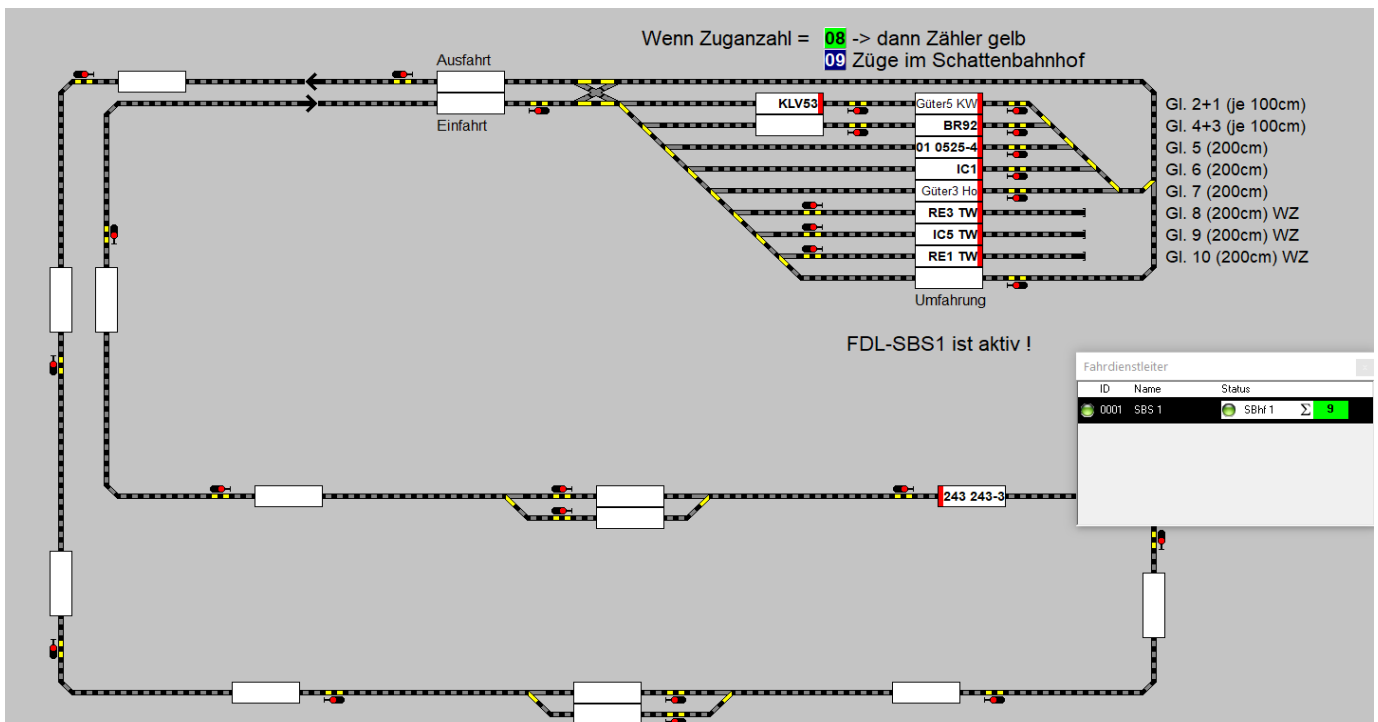 Wenn Zuganzahl = 08 -> dann Zähler gelb
09 Züge im Schattenbahnhof
Ausfahrt
Einfahrt
KLV53
Güter5 KW
BR92
01 0525-4
IC1
Güter3 Ho
RE3 TW
IC5 TW
RE1 TW
Umfahrung
Gl. 2+1 (je 100cm)
Gl. 4+3 (je 100cm)
Gl. 5 (200cm)
Gl. 6 (200cm)
Gl. 7 (200cm)
Gl. 8 (200cm) WZ
Gl. 9 (200cm) WZ
Gl. 10 (200cm) WZ
FDL-SBS1 ist aktiv !
Fahrdienstleiter
ID Name Status
0001 SBS 1 SBhf 1 Σ 9
243 243-3